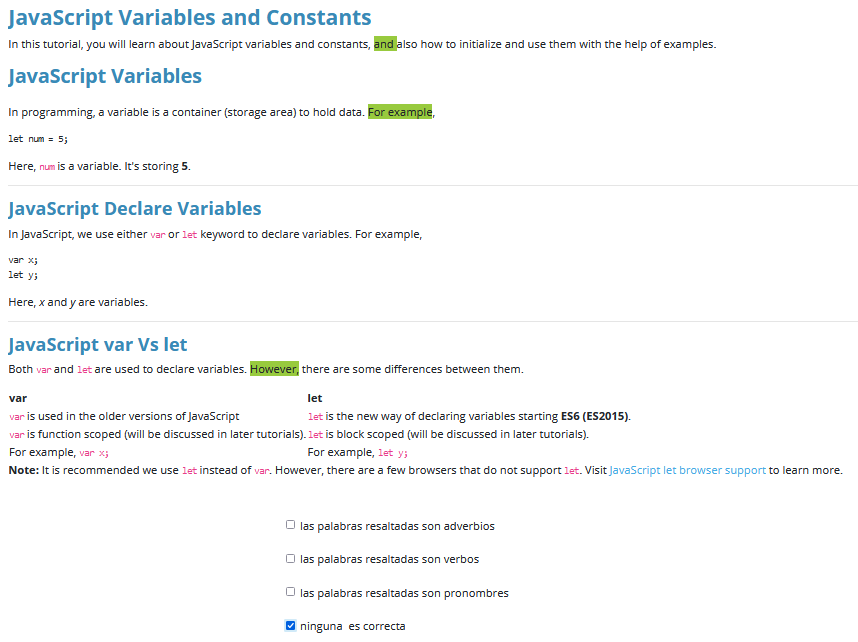 JavaScript Variables and Constants
In this tutorial, you will learn about JavaScript variables and constants, and also how to initialize and use them with the help of examples.
JavaScript Variables
In programming, a variable is a container (storage area) to hold data. For example,
let num = 5;
Here, num is a variable. It's storing 5.
JavaScript Declare Variables
In JavaScript, we use either var or let keyword to declare variables. For example,
var x;
let y;
Here, x and y are variables.
JavaScript var Vs let
Both var and let are used to declare variables. However, there are some differences between them.
var let
var is used in the older versions of JavaScript let is the new way of declaring variables starting ES6 (ES2015).
var is function scoped (will be discussed in later tutorials). let is block scoped (will be discussed in later tutorials).
For example, var x; For example, let y;
Note: It is recommended we use let instead of var. However, there are a few browsers that do not support let. Visit JavaScript let browser support to learn more.
las palabras resaltadas son adverbios
las palabras resaltadas son verbos
las palabras resaltadas son pronombres
ninguna es correcta